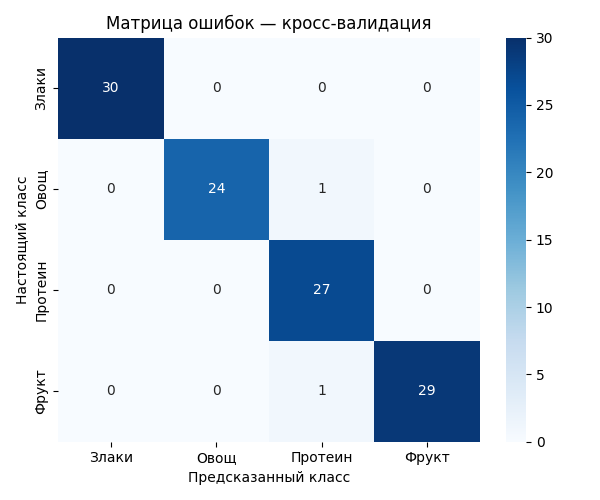 Матрица ошибок — кросс-валидация
Настоящий класс
Злаки
30 0 0 0
Овощ
0 24 1 0
Протеин
0 0 27 0
Фрукт
0 0 1 29
Злаки Овощ Протеин Фрукт
Предсказанный класс
30
25
20
15
10
5
0